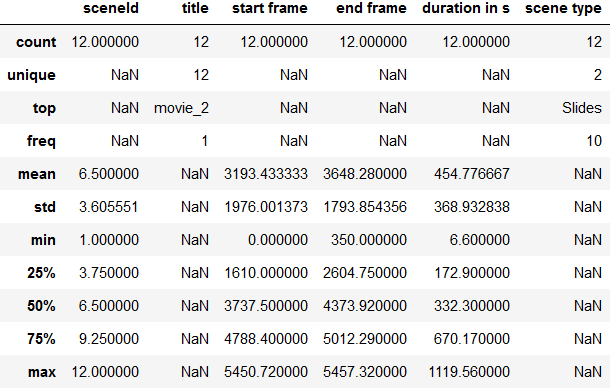 sceneId title start frame end frame duration in s scene type
count 12.000000 12 12.000000 12.000000 12.000000 12
unique NaN 12 NaN NaN NaN 2
top NaN movie_2 NaN NaN NaN Slides
freq NaN 1 NaN NaN NaN 10
mean 6.500000 NaN 3193.433333 3648.280000 454.776667 NaN
std 3.605551 NaN 1976.001373 1793.854356 368.932838 NaN
min 1.000000 NaN 0.000000 350.000000 6.600000 NaN
25% 3.750000 NaN 1610.000000 2604.750000 172.900000 NaN
50% 6.500000 NaN 3737.500000 4373.920000 332.300000 NaN
75% 9.250000 NaN 4788.400000 5012.290000 670.170000 NaN
max 12.000000 NaN 5450.720000 5457.320000 1119.560000 NaN